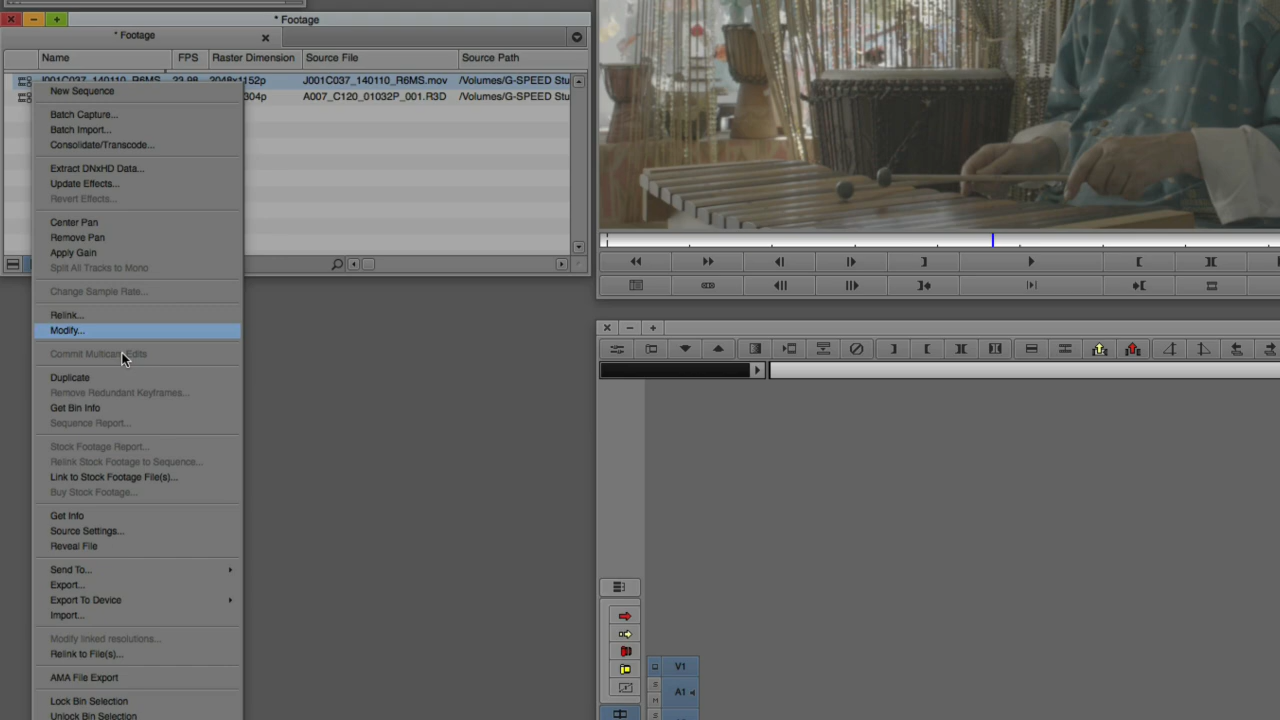 * Footage
* Footage
Name FPS Raster Dimension Source File Source Path
J001C037_140110_R6MS 23.98 2048x1152p J001C037_140110_R6MS.mov /Volumes/G-SPEED Stu
304p A007_C120_01032P_001.R3D /Volumes/G-SPEED Stu
New Sequence
Batch Capture...
Batch Import...
Consolidate/Transcode...
Extract DNxHD Data...
Update Effects...
Revert Effects...
Center Pan
Remove Pan
Apply Gain
Split All Tracks to Mono
Change Sample Rate...
Relink...
Modify...
Commit Multicam Edits
Duplicate
Remove Redundant Keyframes...
Get Bin Info
Sequence Report...
Stock Footage Report...
Relink Stock Footage to Sequence...
Link to Stock Footage File(s)...
Buy Stock Footage...
Get Info
Source Settings...
Reveal File
Send To...
Export...
Export To Device
Import...
Modify linked resolutions...
Relink to File(s)...
AMA File Export
Lock Bin Selection
Unlock Bin Selection
V1
S
A1
M
S